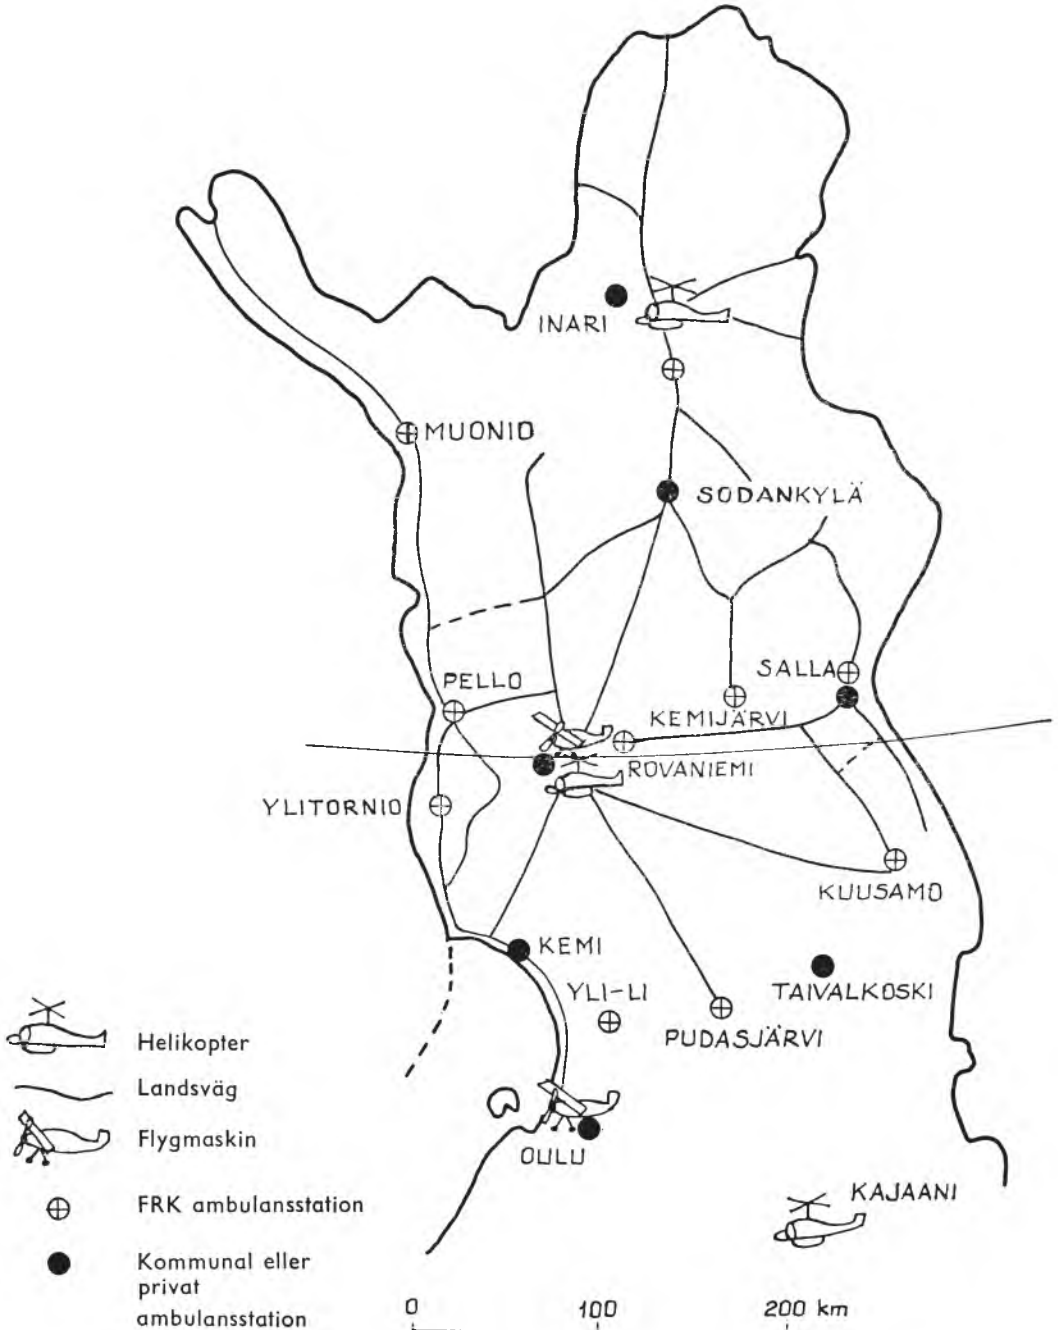 INARI
MUONIO
SODANKYLÄ
SALLA
PELLO
KEMIJÄRVI
ROVANIEMI
YLITORNIO
KUUSAMO
KEMI
YLI-LI
TAIVALKOSKI
PUDASJÄRVI
OULU
KAJAANI
Helikopter
Landsväg
Flygmaskin
FRK ambulansstation
Kommunal eller
privat
ambulansstation
0 100 200 km